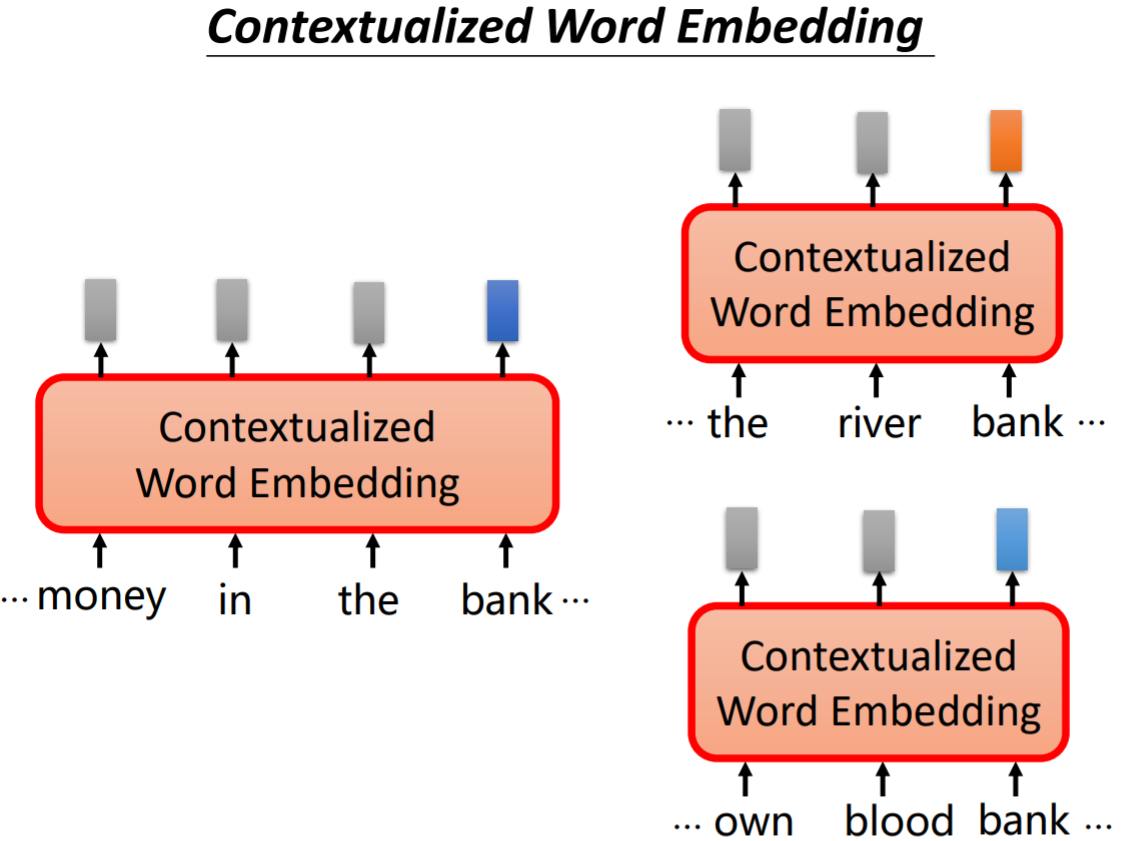 Contextualized Word Embedding
Contextualized
Word Embedding
... money in the bank ...
Contextualized
Word Embedding
... the river bank ...
Contextualized
Word Embedding
... own blood bank ...